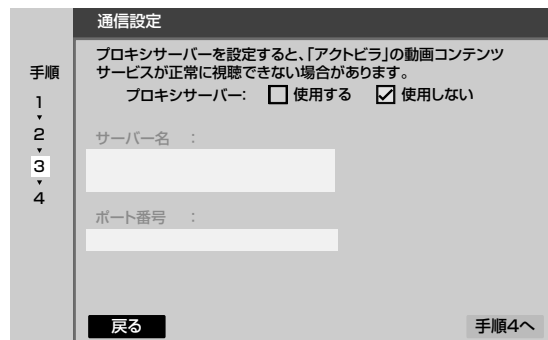 通信設定
手順
1
2
3
4
プロキシサーバーを設定すると、「アクトビラ」の動画コンテンツ
サービスが正常に視聴できない場合があります。
プロキシサーバー: 使用する 使用しない
サーバー名 :
ポート番号 :
戻る 手順4へ